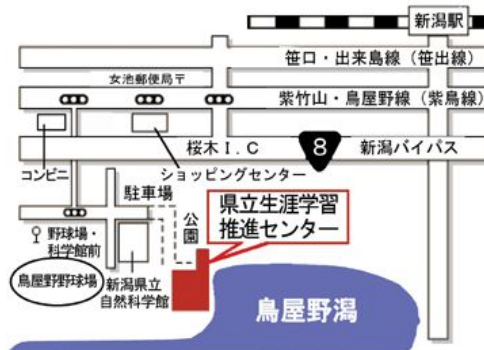 新潟駅
笹口・出来島線（笹出線）
女池郵便局〒
紫竹山・鳥屋野線（紫鳥線）
桜木I.C
8
新潟バイパス
コンビニ
ショッピングセンター
駐車場
公園
県立生涯学習
推進センター
野球場・
科学館前
鳥屋野野球場
新潟県立
自然科学館
鳥屋野潟